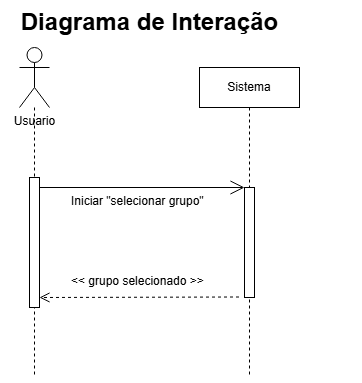 Diagrama de Interação
Sistema
Usuario
Iniciar "selecionar grupo"
<< grupo selecionado >>